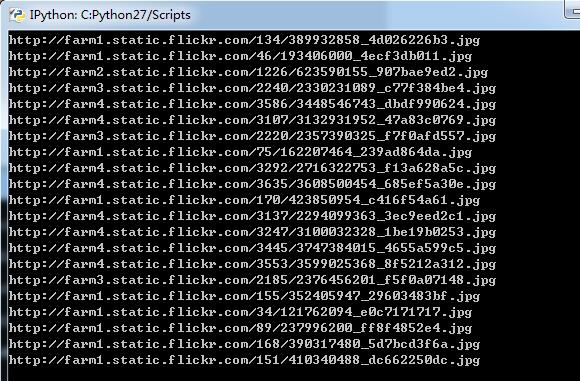 IPython: C:Python27/Scripts
http://farm1.static.flickr.com/134/389932858_4d026226b3.jpg
http://farm1.static.flickr.com/46/193406000_4ecf3db011.jpg
http://farm2.static.flickr.com/1226/623590155_907bae9ed2.jpg
http://farm3.static.flickr.com/2240/2330231089_c77f384be4.jpg
http://farm4.static.flickr.com/3586/3448546743_dbdf990624.jpg
http://farm4.static.flickr.com/3107/3132931952_47a83c0769.jpg
http://farm3.static.flickr.com/2220/2357390325_f7f0afd557.jpg
http://farm1.static.flickr.com/75/162207464_239ad864da.jpg
http://farm4.static.flickr.com/3292/2716322753_f13a628a5c.jpg
http://farm4.static.flickr.com/3635/3608500454_685ef5a30e.jpg
http://farm1.static.flickr.com/170/423850954_c416f54a61.jpg
http://farm4.static.flickr.com/3137/2294099363_3ec9eed2c1.jpg
http://farm4.static.flickr.com/3247/3100032328_1be19b0253.jpg
http://farm4.static.flickr.com/3445/3747384015_4655a599c5.jpg
http://farm4.static.flickr.com/3553/3599025368_8f5212a312.jpg
http://farm3.static.flickr.com/2185/2376456201_f5f0a07148.jpg
http://farm1.static.flickr.com/155/352405947_29603483bf.jpg
http://farm1.static.flickr.com/34/121762094_e0c7171717.jpg
http://farm1.static.flickr.com/89/237996200_ff8f4852e4.jpg
http://farm1.static.flickr.com/168/390317480_5d7bcd3f6a.jpg
http://farm1.static.flickr.com/151/410340488_dc662250dc.jpg